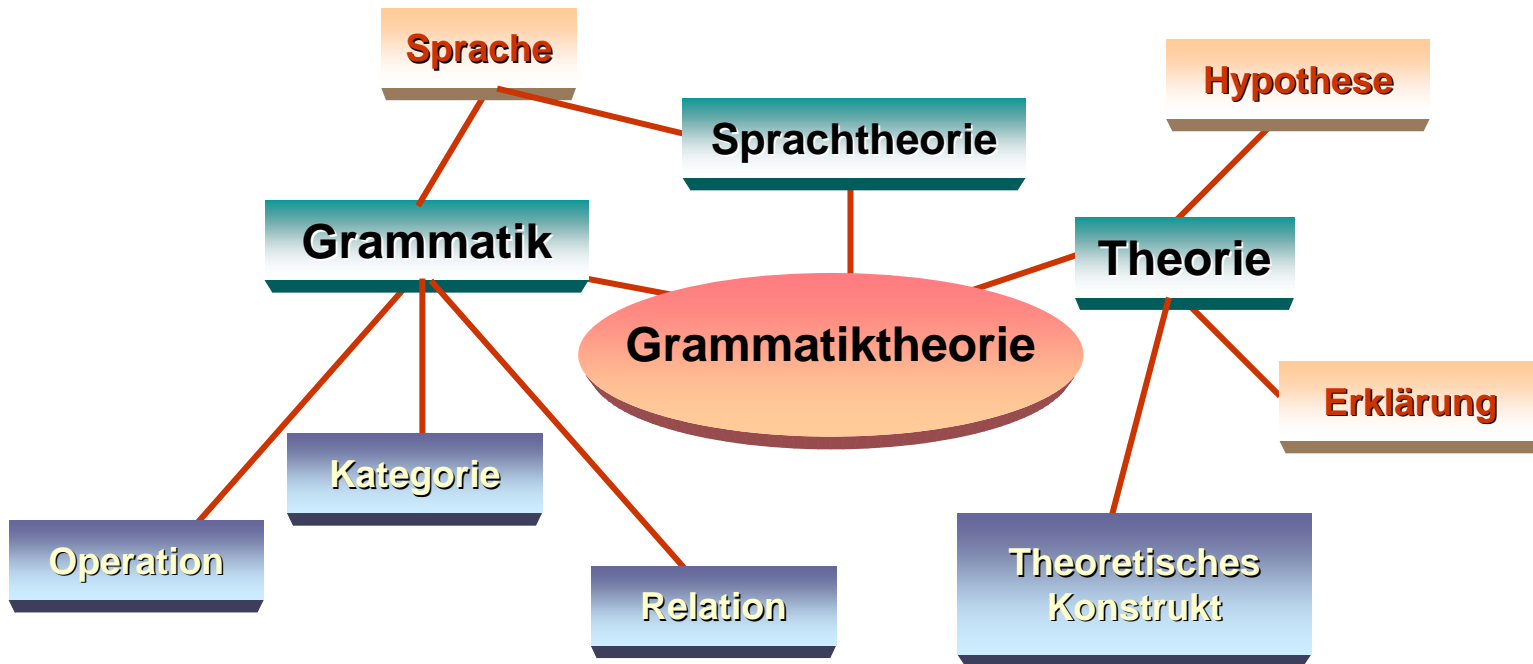 Sprache
Hypothese
Sprachtheorie
Grammatik
Theorie
Grammatiktheorie
Erklärung
Kategorie
Operation
Theoretisches
Konstrukt
Relation